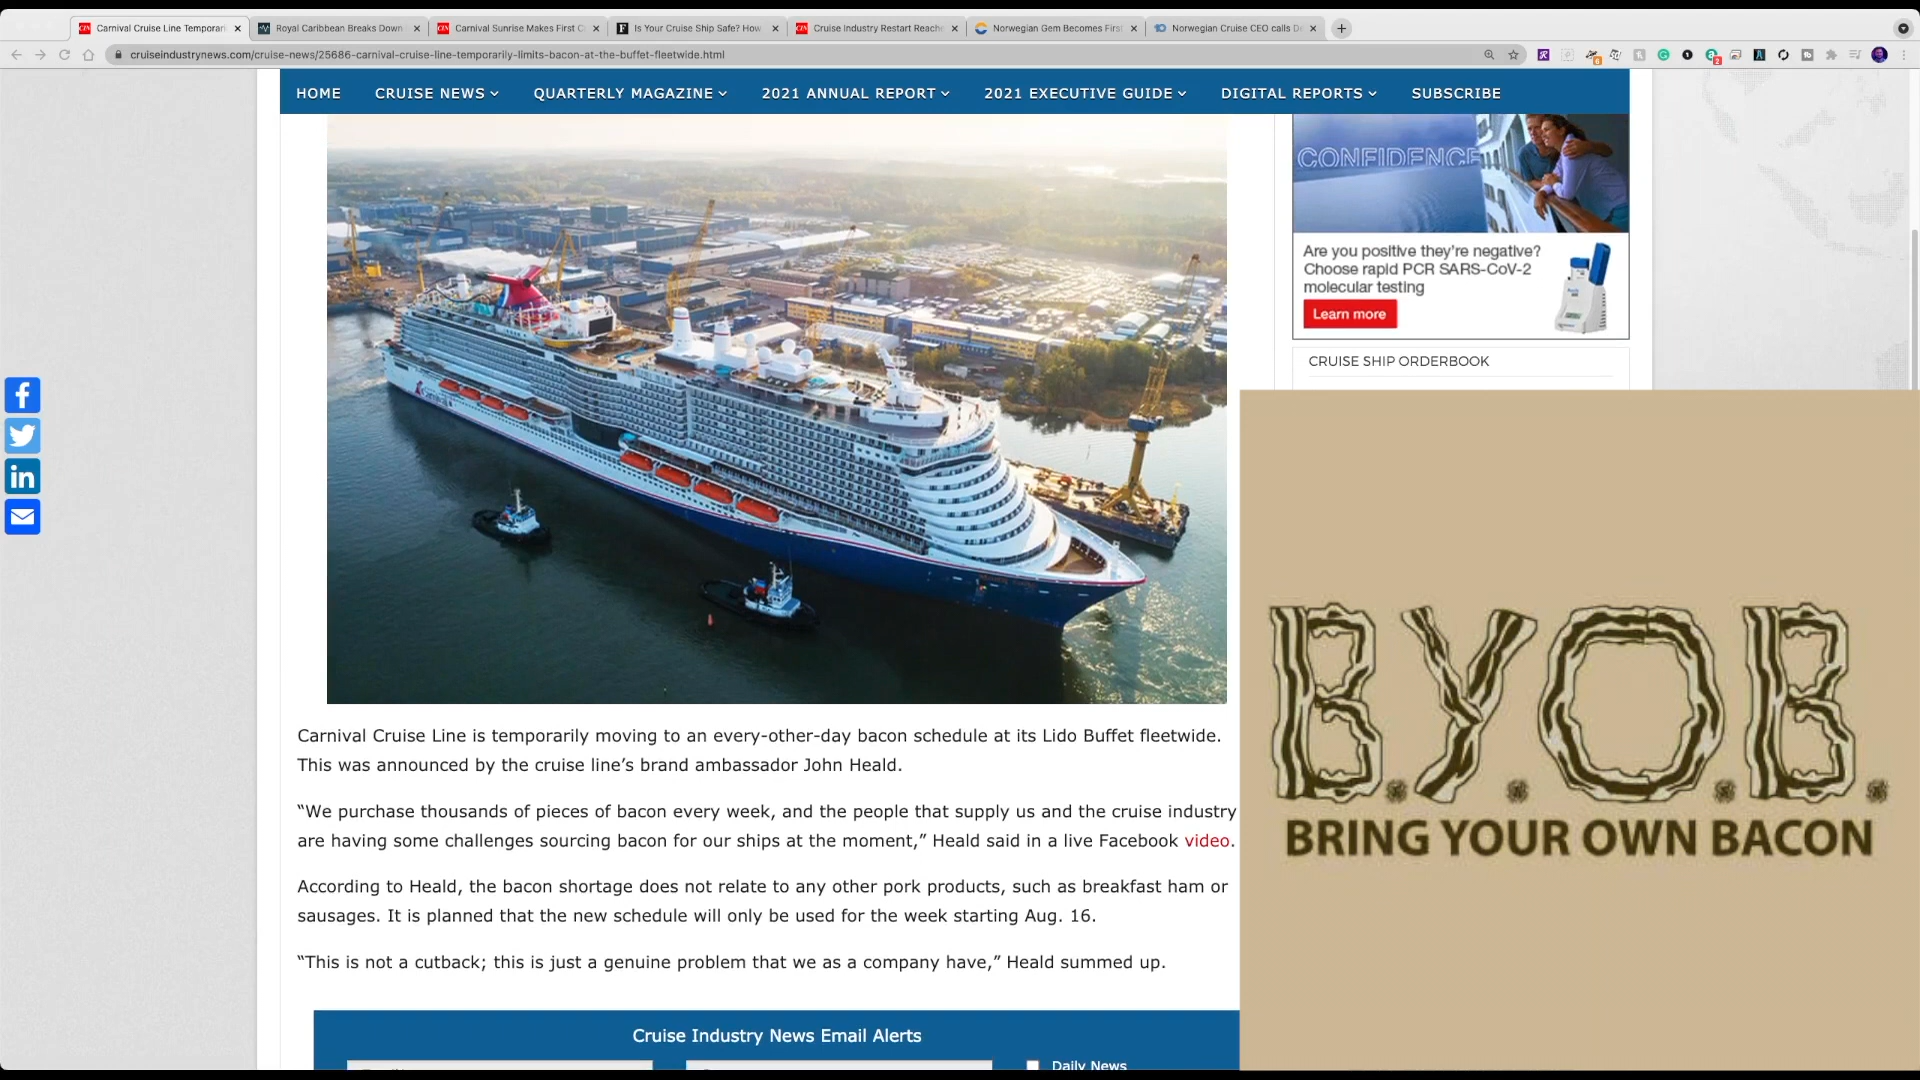 Carnival Cruise Line Temporari
Royal Caribbean Breaks Down
Carnival Sunrise Makes First C
Is Your Cruise Ship Safe? How
Cruise Industry Restart Reache
Norwegian Gem Becomes First
Norwegian Cruise CEO calls De
cruiseindustrynews.com/cruise-news/25686-carnival-cruise-line-temporarily-limits-bacon-at-the-buffet-fleetwide.html
HOME
CRUISE NEWS
QUARTERLY MAGAZINE
2021 ANNUAL REPORT
2021 EXECUTIVE GUIDE
DIGITAL REPORTS
SUBSCRIBE
CONFIDENCE
Are you positive they're negative?
Choose rapid PCR SARS-CoV-2
molecular testing
Learn more
CRUISE SHIP ORDERBOOK
Carnival Cruise Line is temporarily moving to an every-other-day bacon schedule at its Lido Buffet fleetwide.
This was announced by the cruise line's brand ambassador John Heald.
“We purchase thousands of pieces of bacon every week, and the people that supply us and the cruise industry
are having some challenges sourcing bacon for our ships at the moment,” Heald said in a live Facebook video.
According to Heald, the bacon shortage does not relate to any other pork products, such as breakfast ham or
sausages. It is planned that the new schedule will only be used for the week starting Aug. 16.
“This is not a cutback; this is just a genuine problem that we as a company have,” Heald summed up.
Cruise Industry News Email Alerts
Daily News
B.Y.O.B.
BRING YOUR OWN BACON